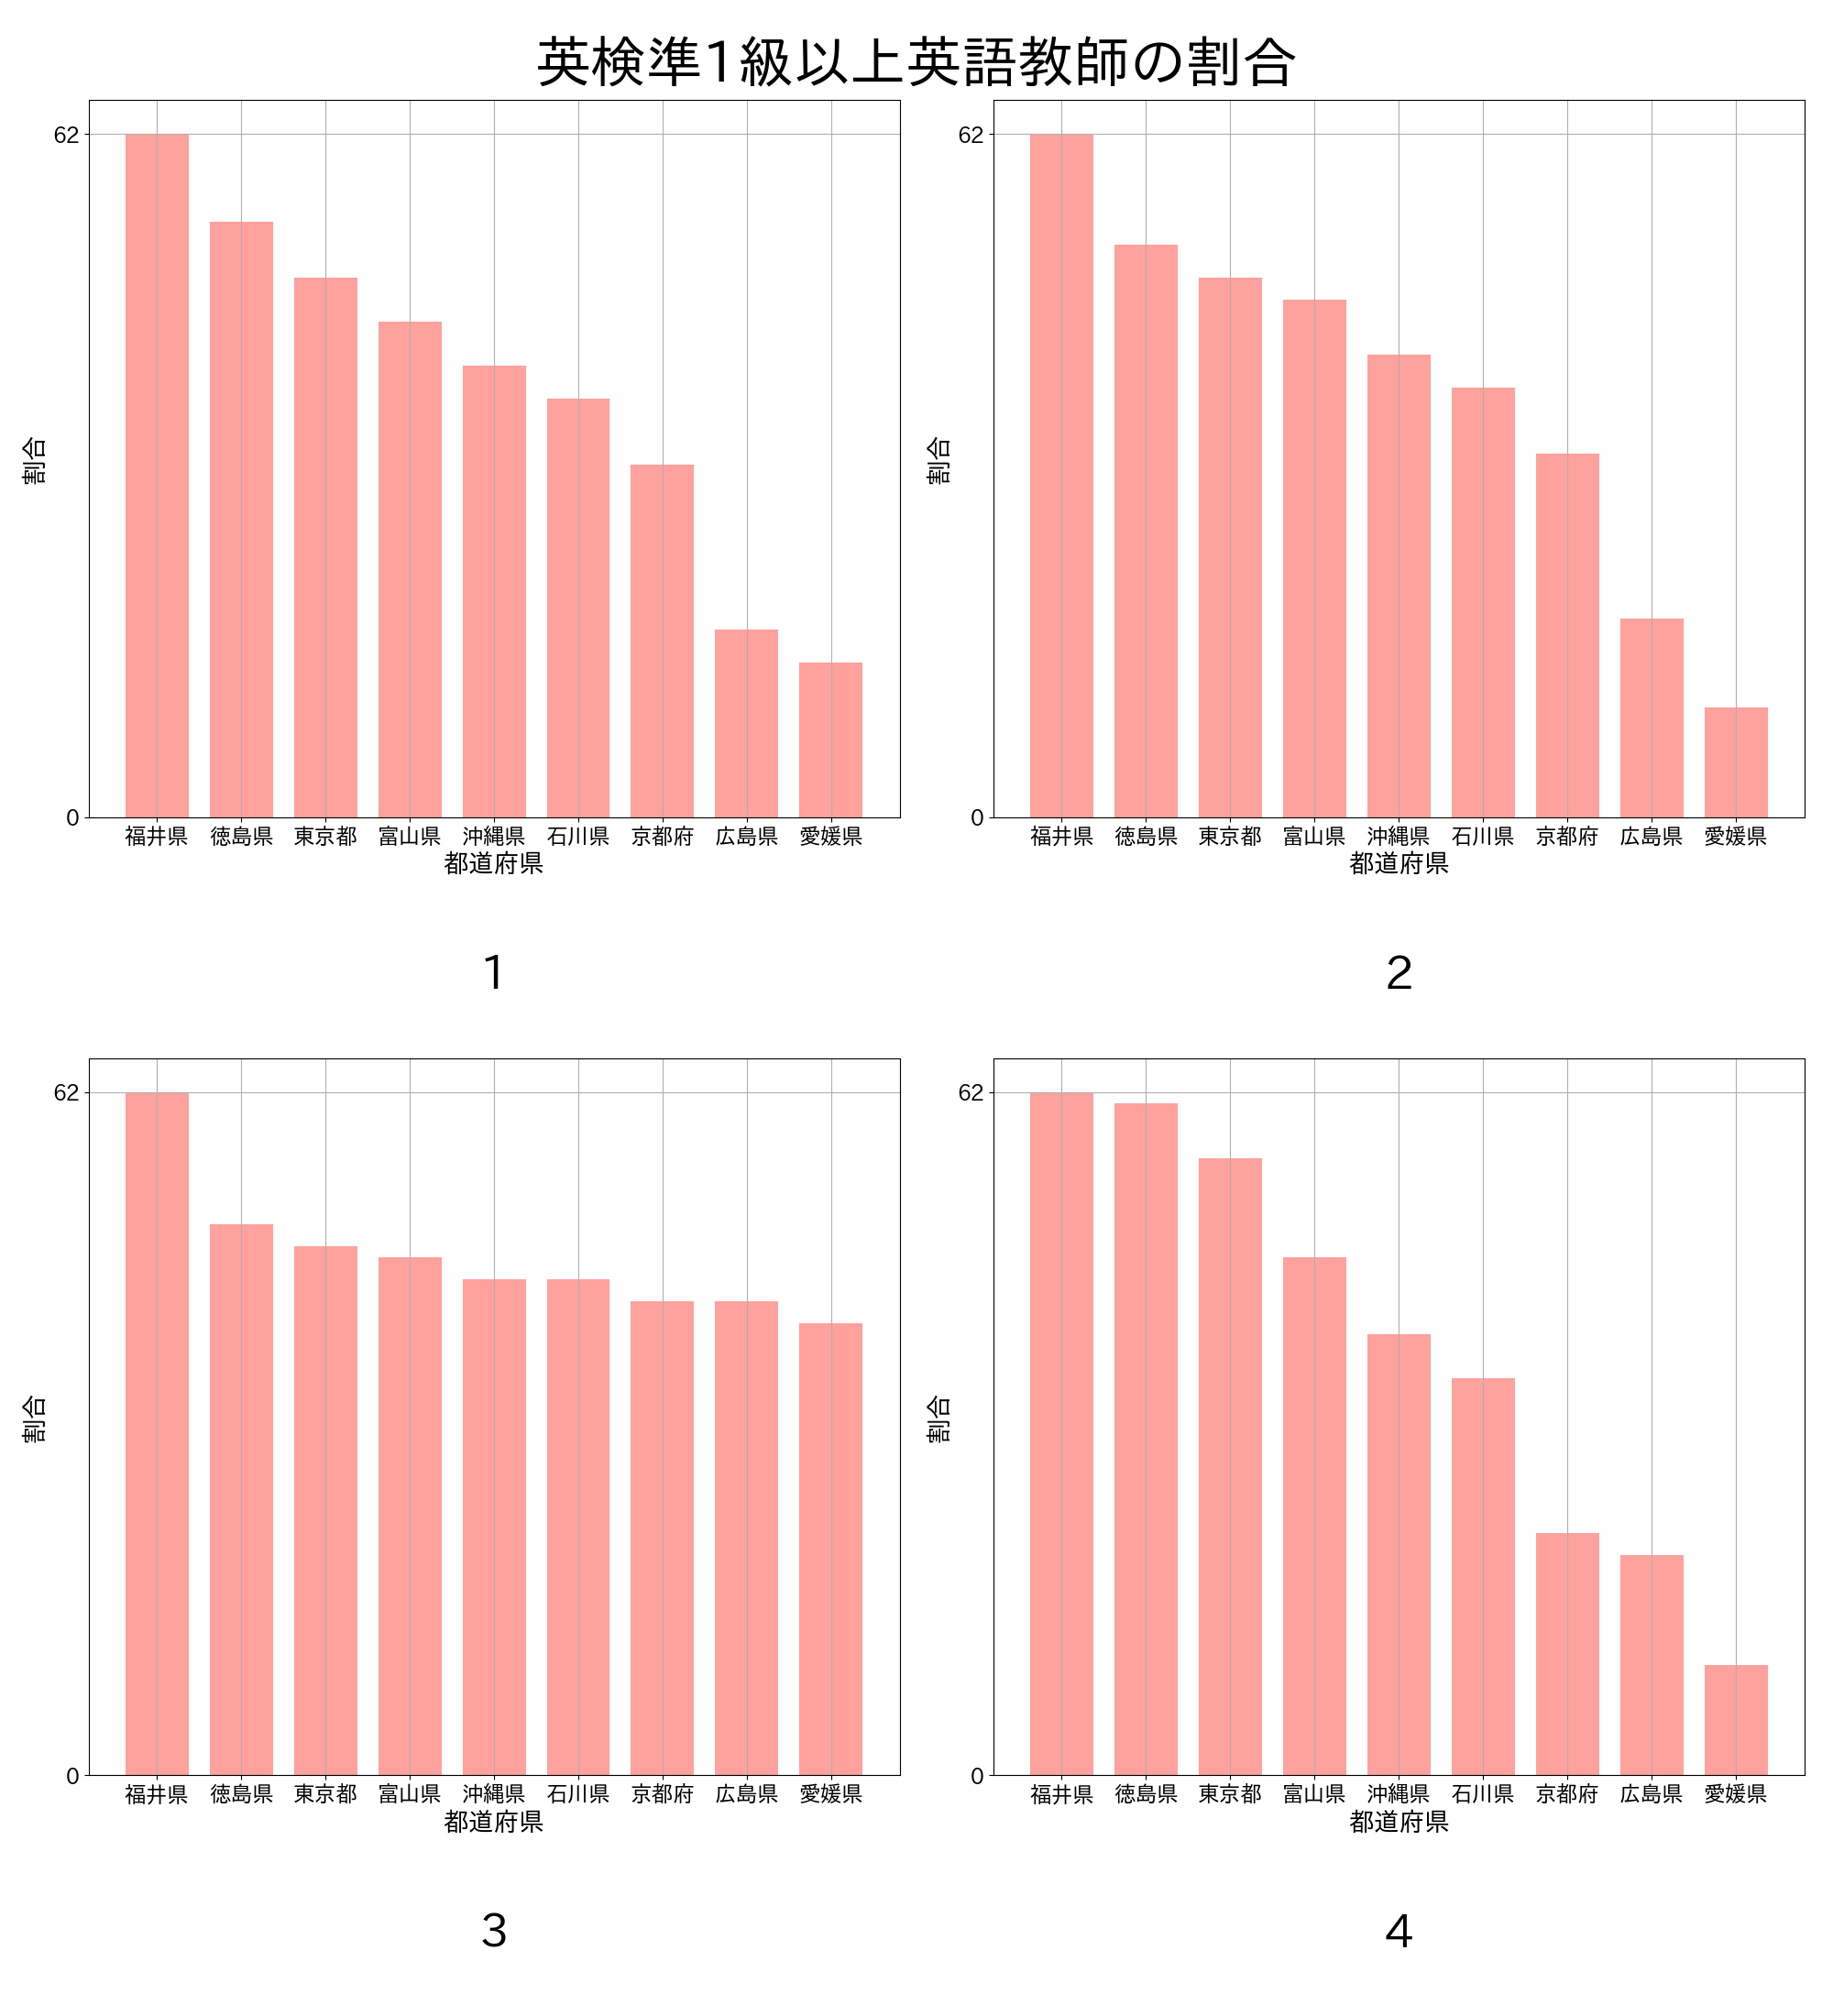 英検準1級以上英語教師の割合
62
0
割合
福井県 徳島県 東京都 富山県 沖縄県 石川県 京都府 広島県 愛媛県
都道府県
1
62
0
割合
福井県 徳島県 東京都 富山県 沖縄県 石川県 京都府 広島県 愛媛県
都道府県
2
62
0
割合
福井県 徳島県 東京都 富山県 沖縄県 石川県 京都府 広島県 愛媛県
都道府県
3
62
0
割合
福井県 徳島県 東京都 富山県 沖縄県 石川県 京都府 広島県 愛媛県
都道府県
4